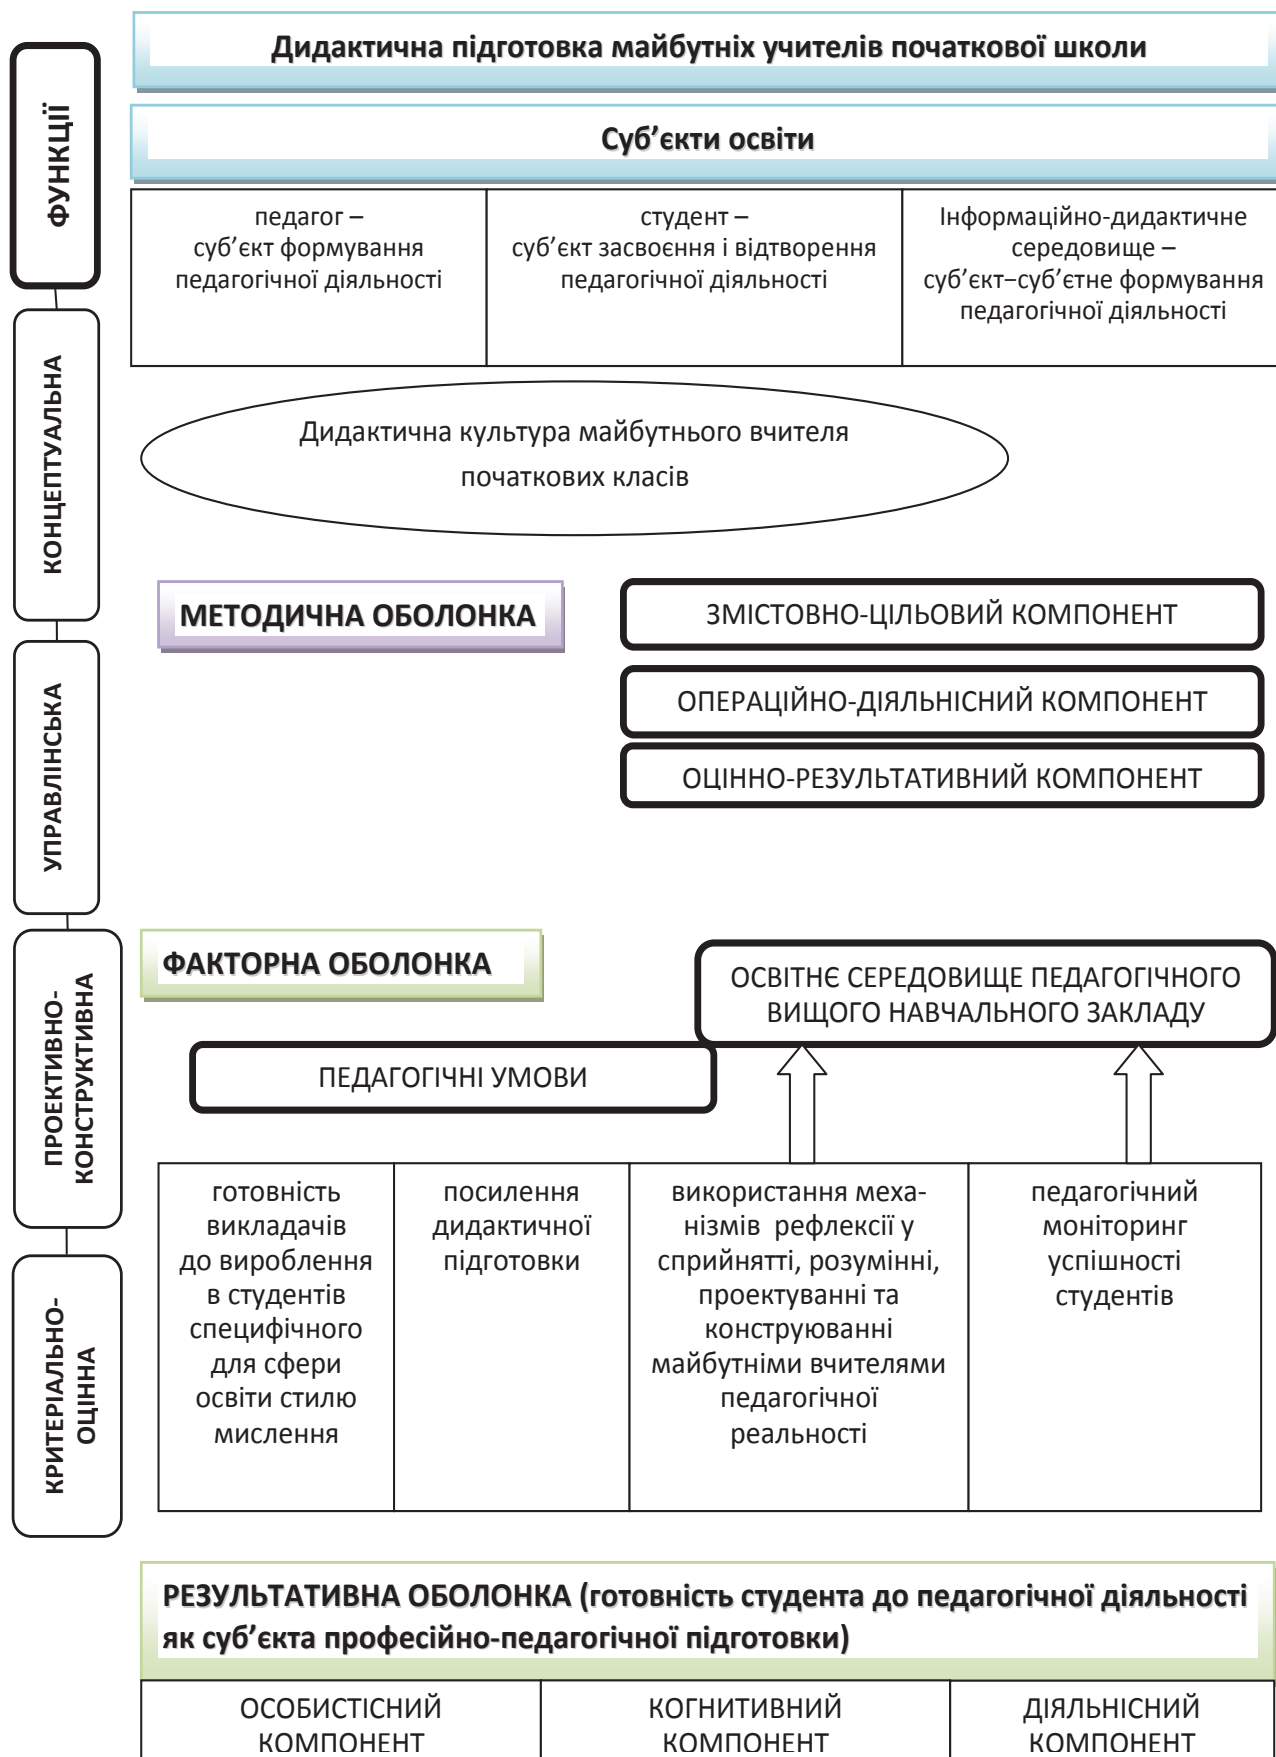 Дидактична підготовка майбутніх учителів початкової школи
ФУНКЦІЇ
Суб’єкти освіти
педагог –
суб’єкт формування
педагогічної діяльності
студент –
суб’єкт засвоєння і відтворення
педагогічної діяльності
Інформаційно-дидактичне
середовище –
суб’єкт–суб’єтне формування
педагогічної діяльності
КОНЦЕПТУАЛЬНА
Дидактична культура майбутнього вчителя
початкових класів
МЕТОДИЧНА ОБОЛОНКА
ЗМІСТОВНО-ЦІЛЬОВИЙ КОМПОНЕНТ
ОПЕРАЦІЙНО-ДІЯЛЬНІСНИЙ КОМПОНЕНТ
ОЦІННО-РЕЗУЛЬТАТИВНИЙ КОМПОНЕНТ
УПРАВЛІНСЬКА
ФАКТОРНА ОБОЛОНКА
ОСВІТНЄ СЕРЕДОВИЩЕ ПЕДАГОГІЧНОГО
ВИЩОГО НАВЧАЛЬНОГО ЗАКЛАДУ
ПЕДАГОГІЧНІ УМОВИ
ПРОЕКТИВНО-
КОНСТРУКТИВНА
готовність
викладачів
до вироблення
в студентів
специфічного
для сфери
освіти стилю
мислення
посилення
дидактичної
підготовки
використання меха-
нізмів рефлексії у
сприйнятті, розумінні,
проектуванні та
конструюванні
майбутніми вчителями
педагогічної
реальності
педагогічний
моніторинг
успішності
студентів
КРИТЕРІАЛЬНО-
ОЦІННА
РЕЗУЛЬТАТИВНА ОБОЛОНКА (готовність студента до педагогічної діяльності
як суб’єкта професійно-педагогічної підготовки)
ОСОБИСТІСНИЙ
КОМПОНЕНТ
КОГНИТИВНИЙ
КОМПОНЕНТ
ДІЯЛЬНІСНИЙ
КОМПОНЕНТ